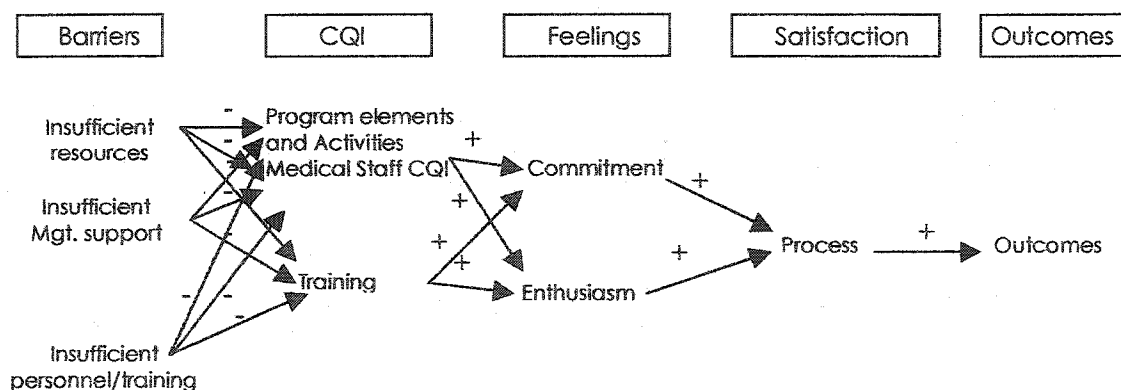 Barriers
CQI
Feelings
Satisfaction
Outcomes
Insufficient
resources
Insufficient
Mgt. support
Insufficient
personnel/training
-
-
-
-
-
-
-
-
Program elements
and Activities
Medical Staff CQI
Training
+
+
+
+
Commitment
Enthusiasm
+
+
Process
+
Outcomes